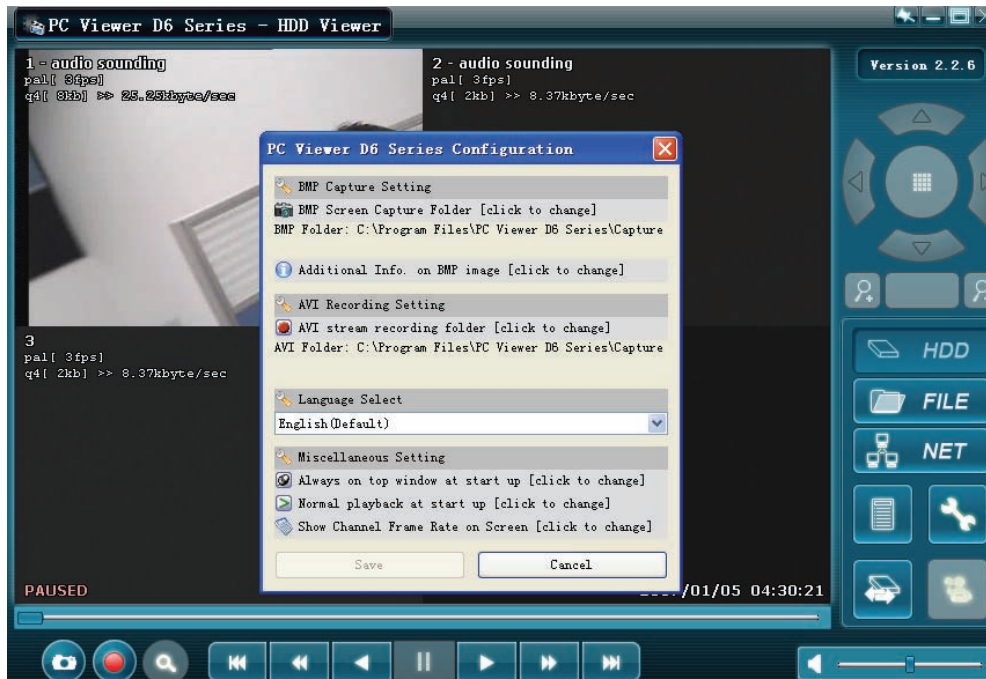 PC Viewer D6 Series - HDD Viewer
1 - audio sounding
pal[ 3fps]
q4[ 8kb] >> 25.25kbyte/sec
2 - audio sounding
pal[ 3fps]
q4[ 2kb] >> 8.37kbyte/sec
Version 2.2.6
PC Viewer D6 Series Configuration
BMP Capture Setting
BMP Screen Capture Folder [click to change]
BMP Folder: C:\Program Files\PC Viewer D6 Series\Capture
Additional Info. on BMP image [click to change]
AVI Recording Setting
AVI stream recording folder [click to change]
AVI Folder: C:\Program Files\PC Viewer D6 Series\Capture
3
pal[ 3fps]
q4[ 2kb] >> 8.37kbyte/sec
Language Select
English(Default)
Miscellaneous Setting
Always on top window at start up [click to change]
Normal playback at start up [click to change]
Show Channel Frame Rate on Screen [click to change]
Save
Cancel
HDD
FILE
NET
PAUSED
/01/05 04:30:21